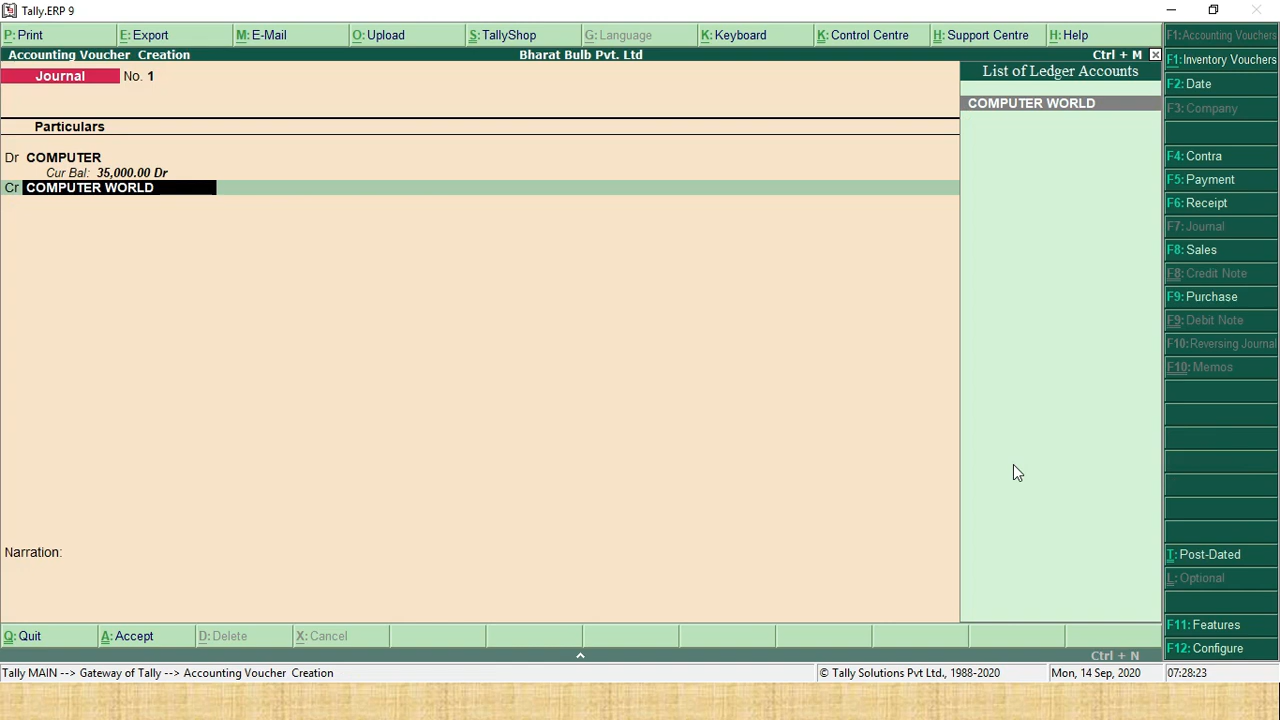 Tally.ERP 9
P: Print E: Export M: E-Mail O: Upload S: TallyShop G: Language K: Keyboard K: Control Centre H: Support Centre H: Help
Accounting Voucher Creation Bharat Bulb Pvt. Ltd Ctrl + M
Journal No. 1
List of Ledger Accounts
COMPUTER WORLD
Particulars
Dr COMPUTER
Cur Bal: 35,000.00 Dr
Cr COMPUTER WORLD
Narration:
F1: Accounting Vouchers
F1: Inventory Vouchers
F2: Date
F3: Company
F4: Contra
F5: Payment
F6: Receipt
F7: Journal
F8: Sales
F8: Credit Note
F9: Purchase
F9: Debit Note
F10: Reversing Journal
F10: Memos
T: Post-Dated
L: Optional
F11: Features
F12: Configure
Q: Quit A: Accept D: Delete X: Cancel
Ctrl + N
Tally MAIN --> Gateway of Tally --> Accounting Voucher Creation © Tally Solutions Pvt Ltd., 1988-2020 Mon, 14 Sep, 2020 07:28:23